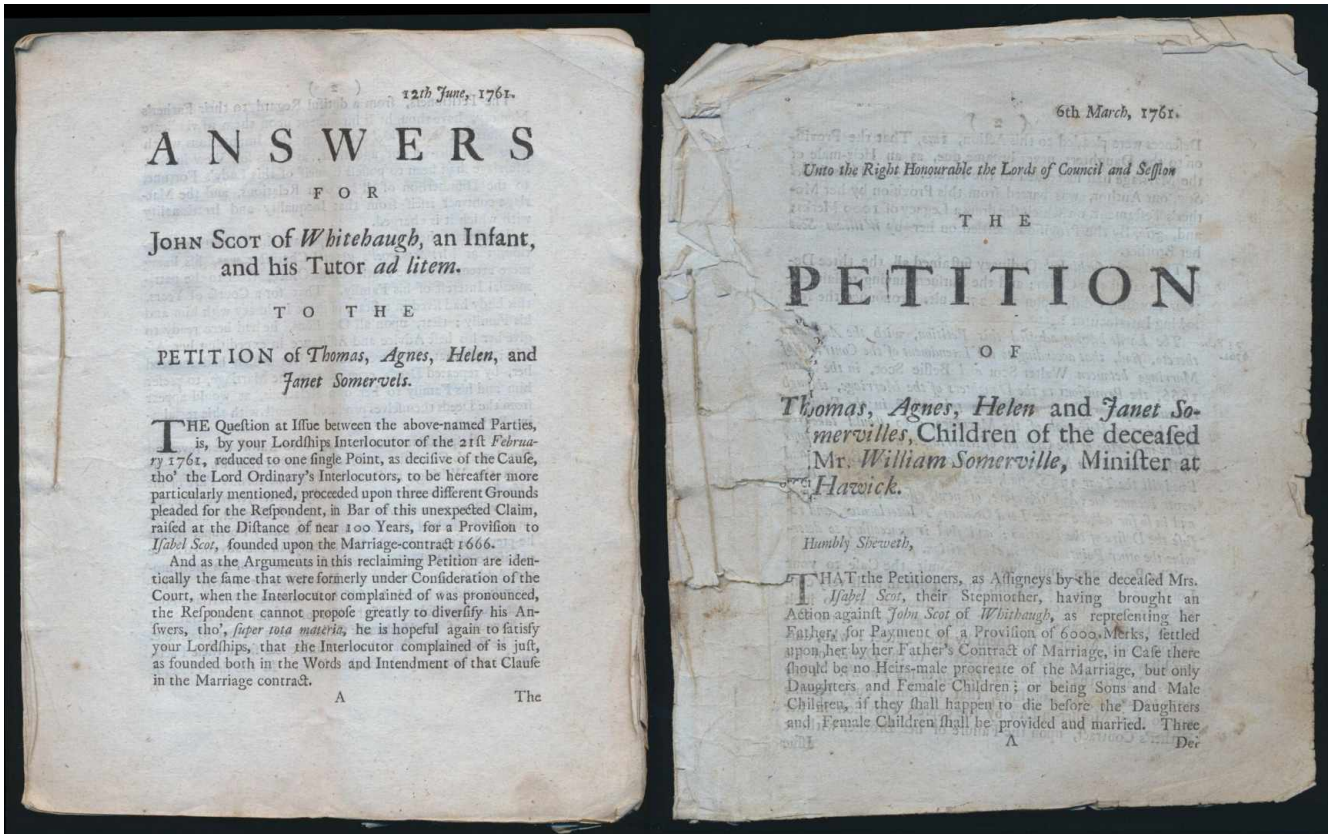 12th June, 1761.
ANSWERS
FOR
JOHN SCOT of Whitehaugh, an Infant,
and his Tutor ad litem.
TO THE
PETITION of Thomas, Agnes, Helen, and
Janet Somervels.
THE Queſtion at Iſſue between the above-named Parties,
is, by your Lordſhips Interlocutor of the 21ſt Februa-
ry 1761, reduced to one ſingle Point, as deciſive of the Cauſe,
tho' the Lord Ordinary's Interlocutors, to be hereafter more
particularly mentioned, proceeded upon three different Grounds
pleaded for the Reſpondent, in Bar of this unexpected Claim,
raiſed at the Diſtance of near 100 Years, for a Proviſion to
Iſabel Scot, founded upon the Marriage-contract 1666.
And as the Arguments in this reclaiming Petition are iden-
tically the ſame that were formerly under Conſideration of the
Court, when the Interlocutor complained of was pronounced,
the Reſpondent cannot propoſe greatly to diverſify his An-
ſwers, tho', ſuper tota materia, he is hopeful again to ſatisfy
your Lordſhips, that the Interlocutor complained of is juſt,
as founded both in the Words and Intendment of that Clauſe
in the Marriage contract.
A The
6th March, 1761.
Unto the Right Honourable the Lords of Council and Seſſion
THE
PETITION
OF
Thomas, Agnes, Helen and Janet So-
mervilles, Children of the deceaſed
Mr. William Somerville, Miniſter at
Hawick.
Humbly Sheweth,
THAT the Petitioners, as Aſſigneys by the deceaſed Mrs.
Iſabel Scot, their Stepmother, having brought an
Action againſt John Scot of Whithaugh, as repreſenting her
Father, for Payment of a Proviſion of 6000 Merks, ſettled
upon her by her Father's Contract of Marriage, in Caſe there
ſhould be no Heirs-male procreate of the Marriage, but only
Daughters and Female Children; or being Sons and Male
Children, if they ſhall happen to die before the Daughters
and Female Children ſhall be provided and married. Three
A Def